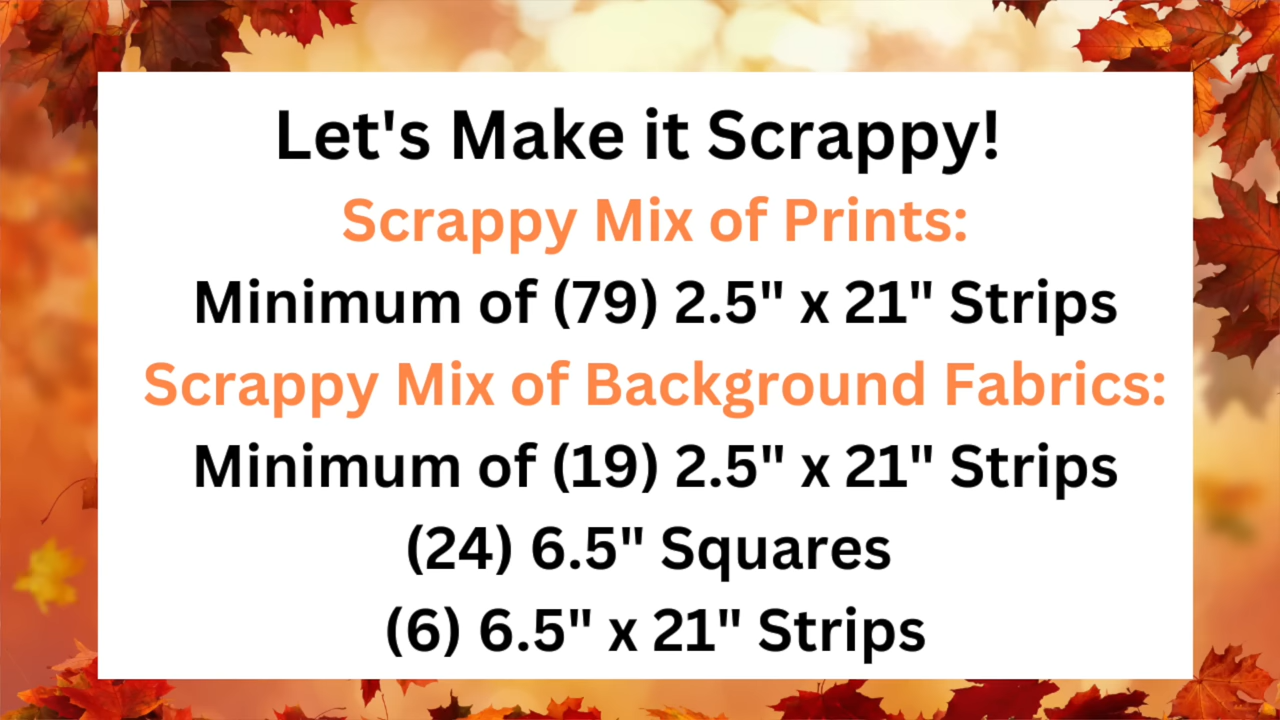 Let's Make it Scrappy!
Scrappy Mix of Prints:
Minimum of (79) 2.5" x 21" Strips
Scrappy Mix of Background Fabrics:
Minimum of (19) 2.5" x 21" Strips
(24) 6.5" Squares
(6) 6.5" x 21" Strips